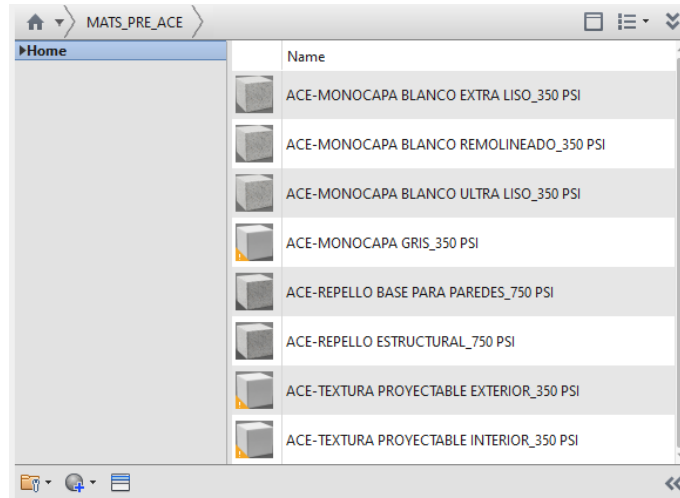 MATS_PRE_ACE
Home
Name
ACE-MONOCAPA BLANCO EXTRA LISO_350 PSI
ACE-MONOCAPA BLANCO REMOLINEADO_350 PSI
ACE-MONOCAPA BLANCO ULTRA LISO_350 PSI
ACE-MONOCAPA GRIS_350 PSI
ACE-REPELLO BASE PARA PAREDES_750 PSI
ACE-REPELLO ESTRUCTURAL_750 PSI
ACE-TEXTURA PROYECTABLE EXTERIOR_350 PSI
ACE-TEXTURA PROYECTABLE INTERIOR_350 PSI